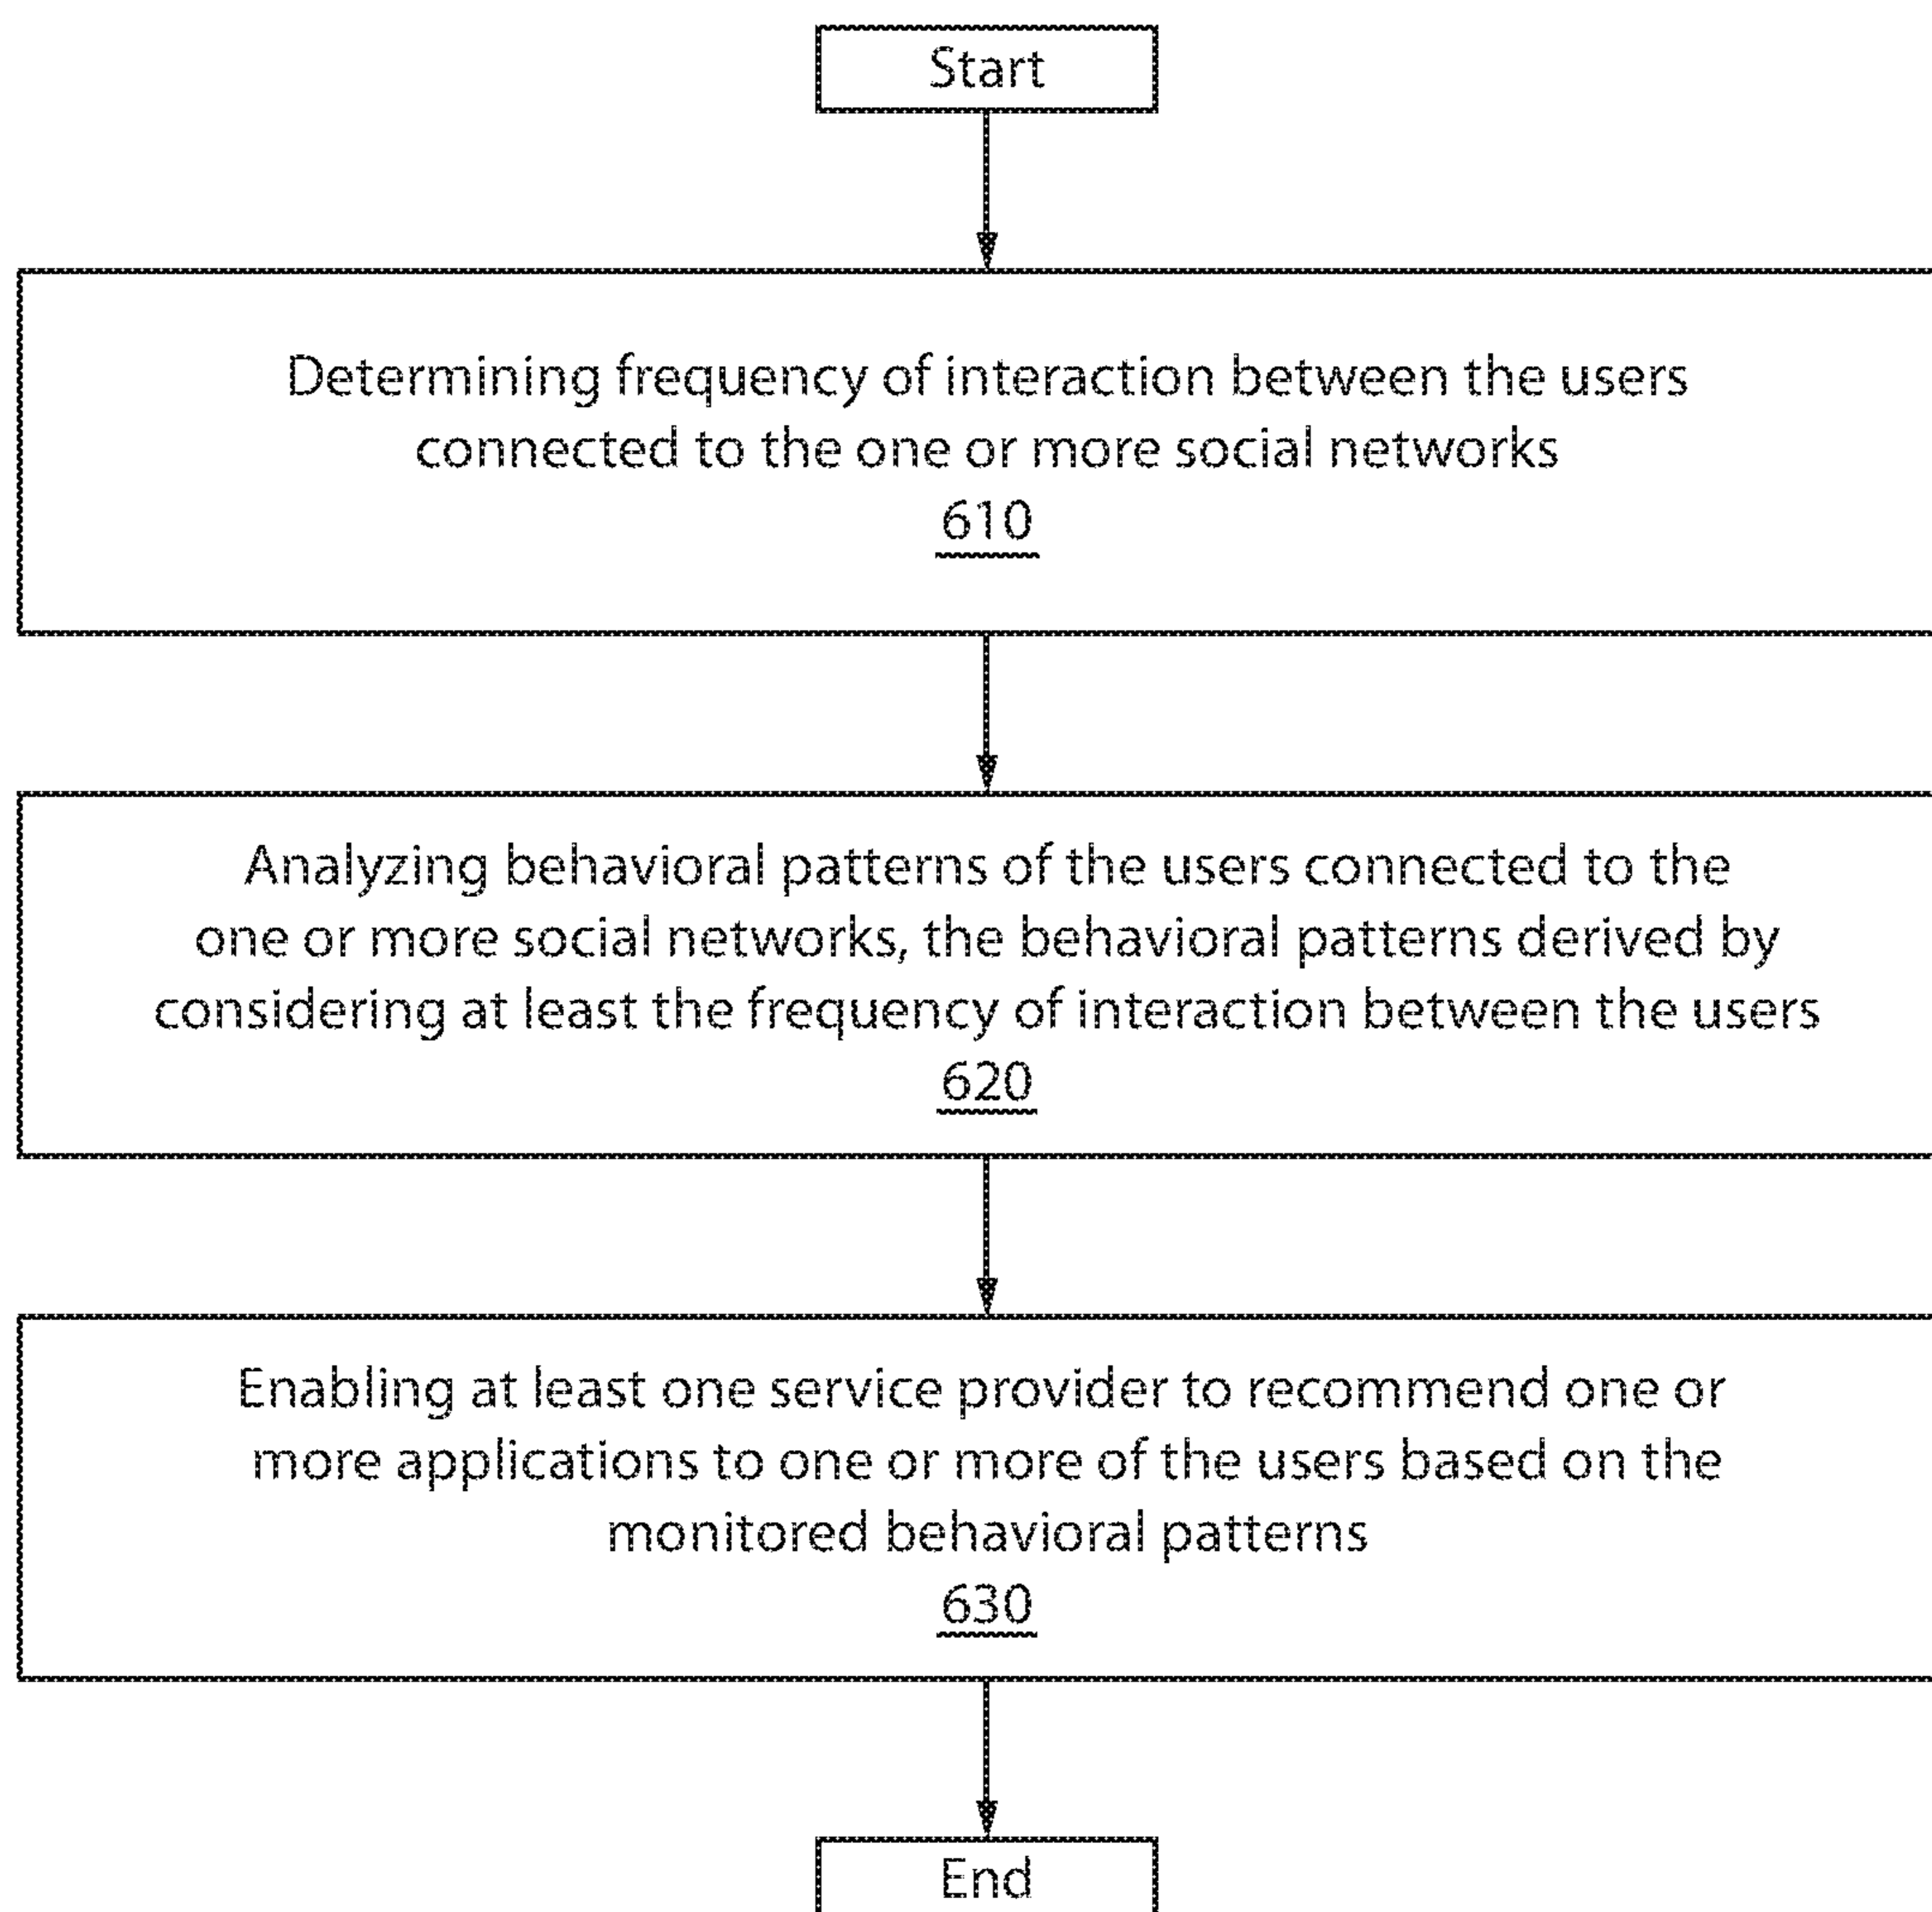 Start
Determining frequency of interaction between the users
connected to the one or more social networks
610
Analyzing behavioral patterns of the users connected to the
one or more social networks, the behavioral patterns derived by
considering at least the frequency of interaction between the users
620
Enabling at least one service provider to recommend one or
more applications to one or more of the users based on the
monitored behavioral patterns
630
End